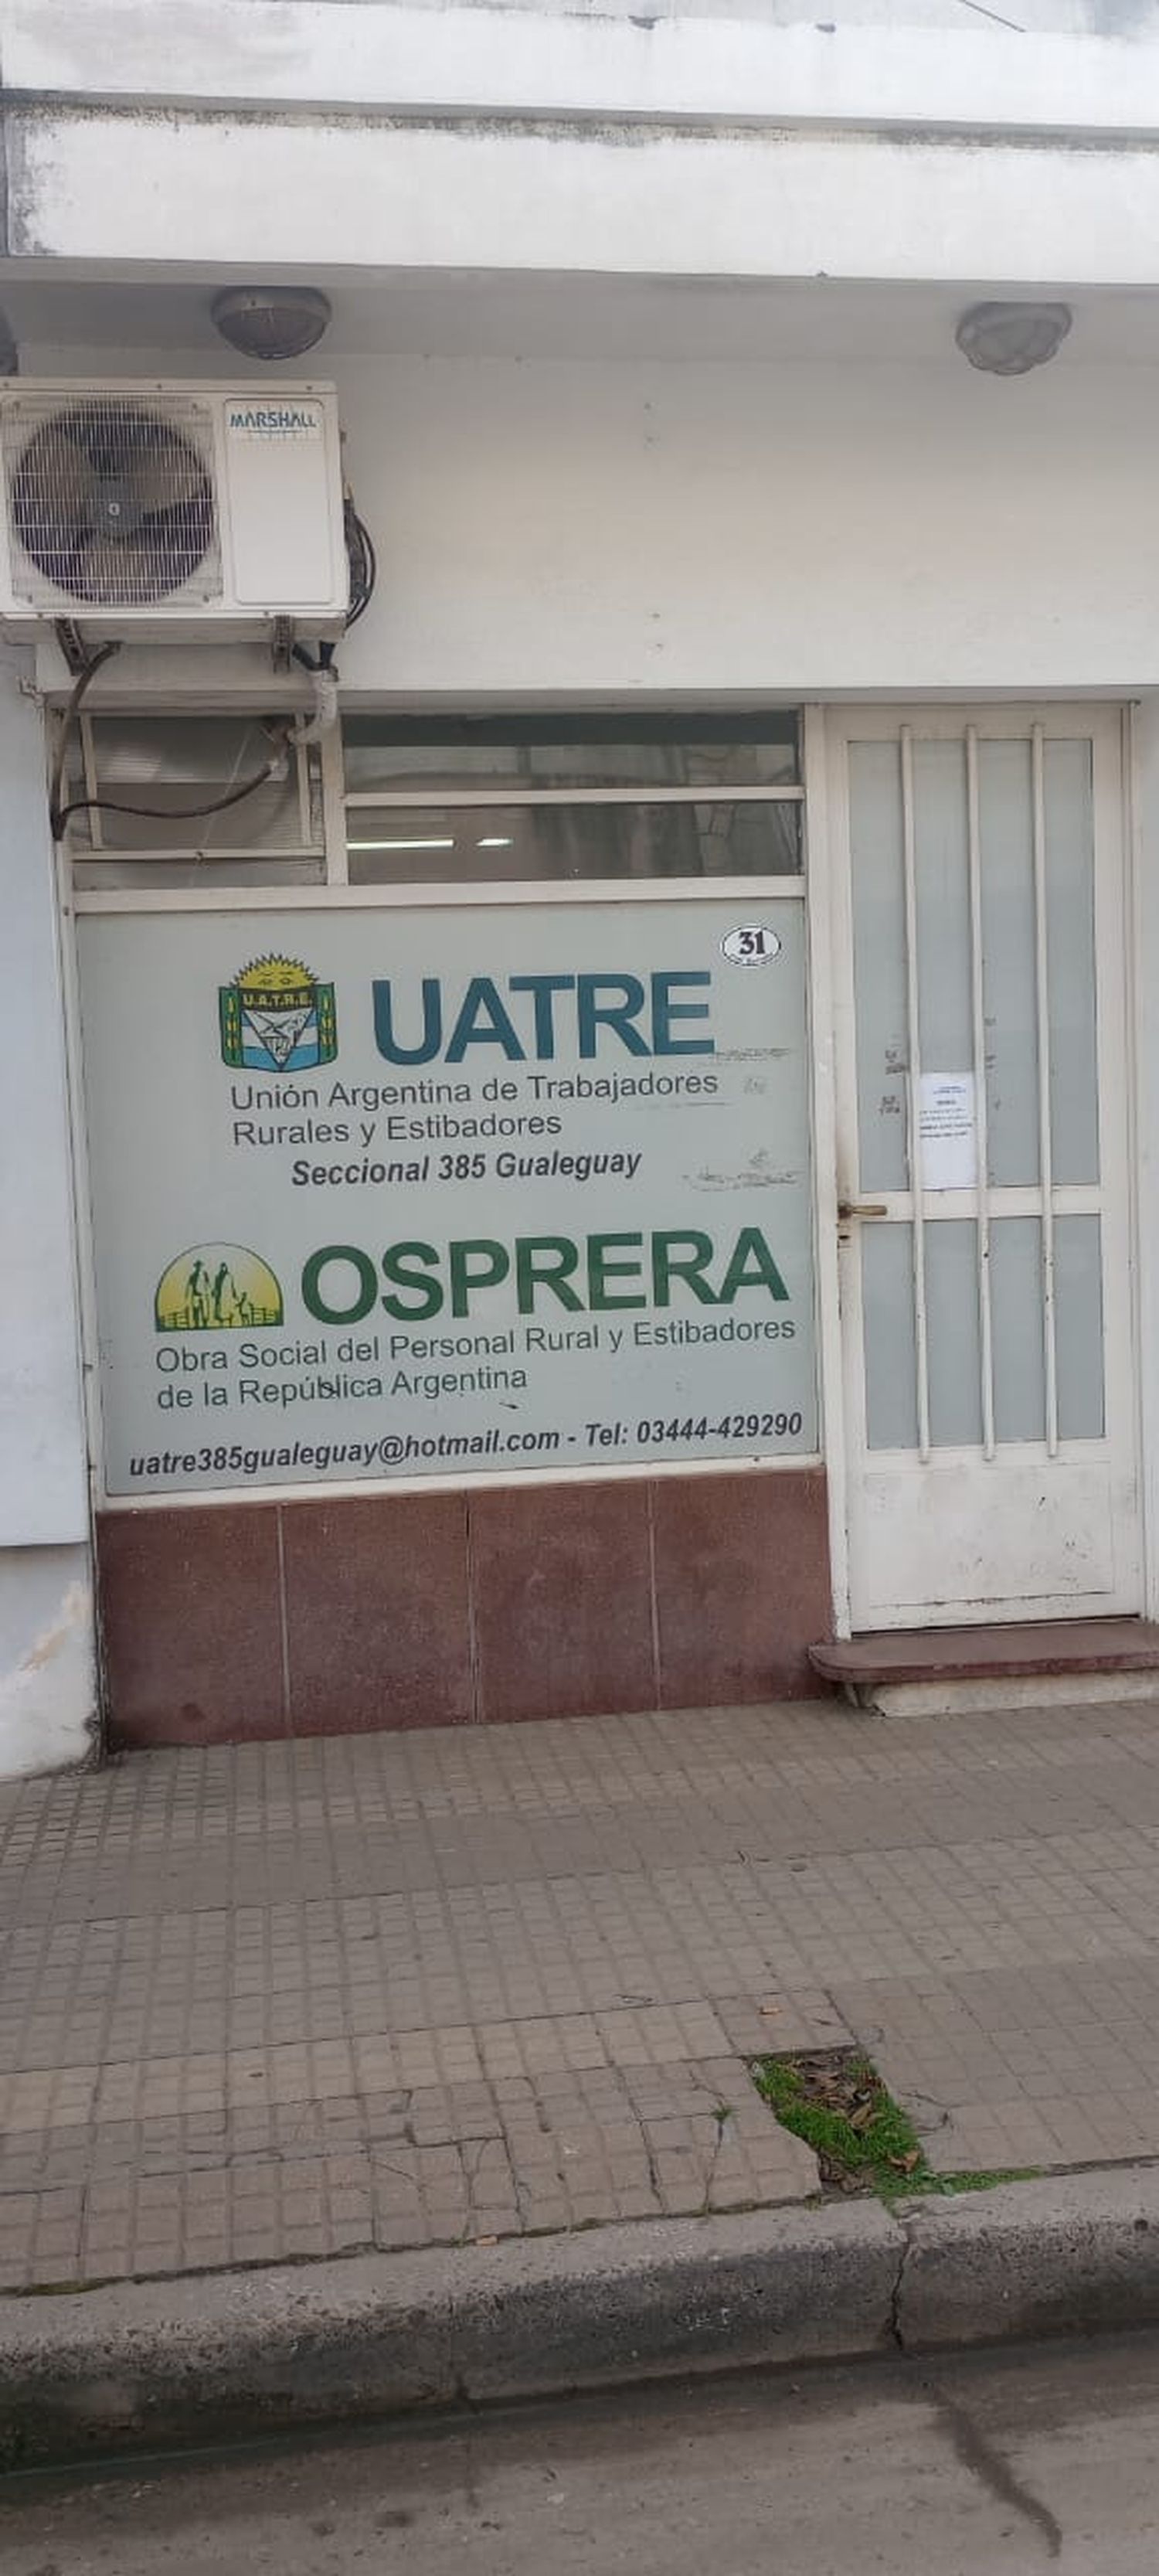 MARSHALL
31
U.A.T.R.E.
UATRE
Unión Argentina de Trabajadores
Rurales y Estibadores
Seccional 385 Gualeguay
OSPRERA
Obra Social del Personal Rural y Estibadores
de la República Argentina
uatre385gualeguay@hotmail.com - Tel: 03444-429290